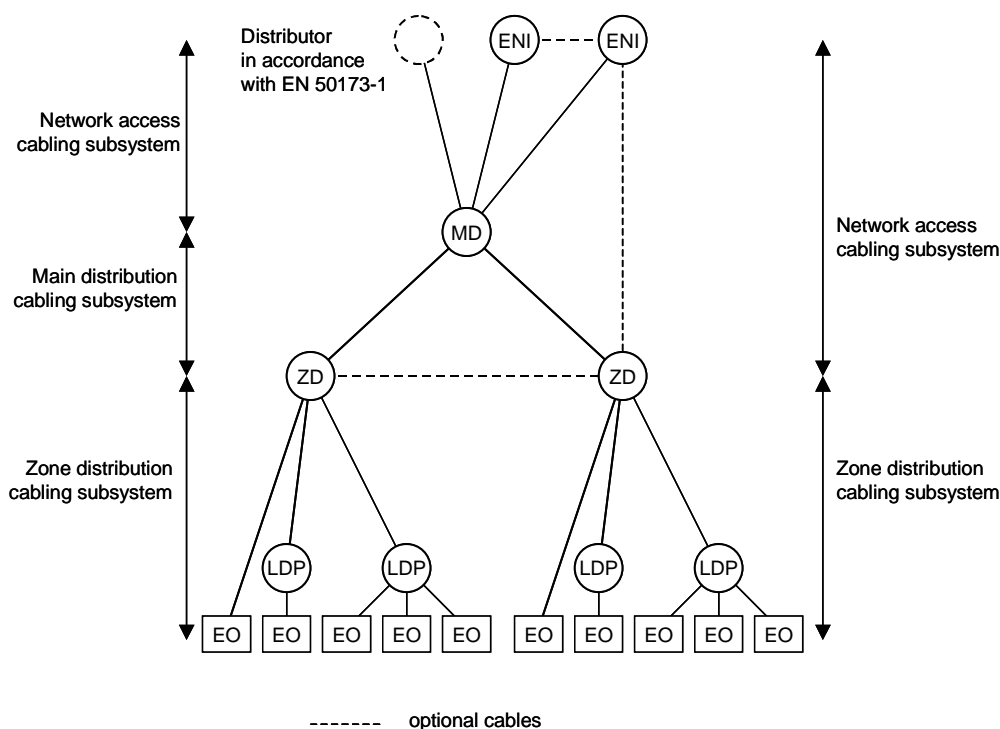 Distributor
in accordance
with EN 50173-1
ENI
ENI
Network access
cabling subsystem
MD
Network access
cabling subsystem
Main distribution
cabling subsystem
ZD
ZD
Zone distribution
cabling subsystem
Zone distribution
cabling subsystem
LDP
LDP
LDP
LDP
EO
EO
EO
EO
EO
EO
EO
EO
EO
EO
optional cables